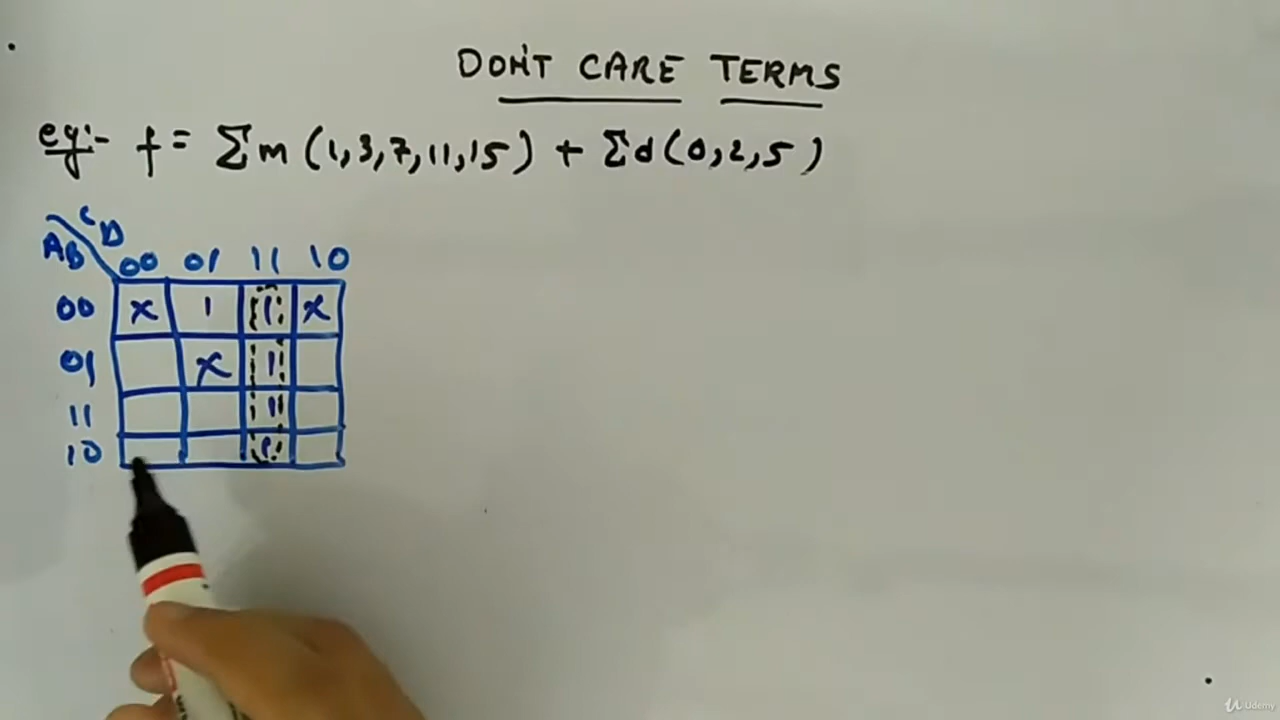 DON'T CARE TERMS
eg:- f = Σm (1,3,7,11,15) + Σd(0,2,5)
CD
AB
00 01 11 10
00 x 1 1 x
01 x 1
11 1
10 1
Udemy